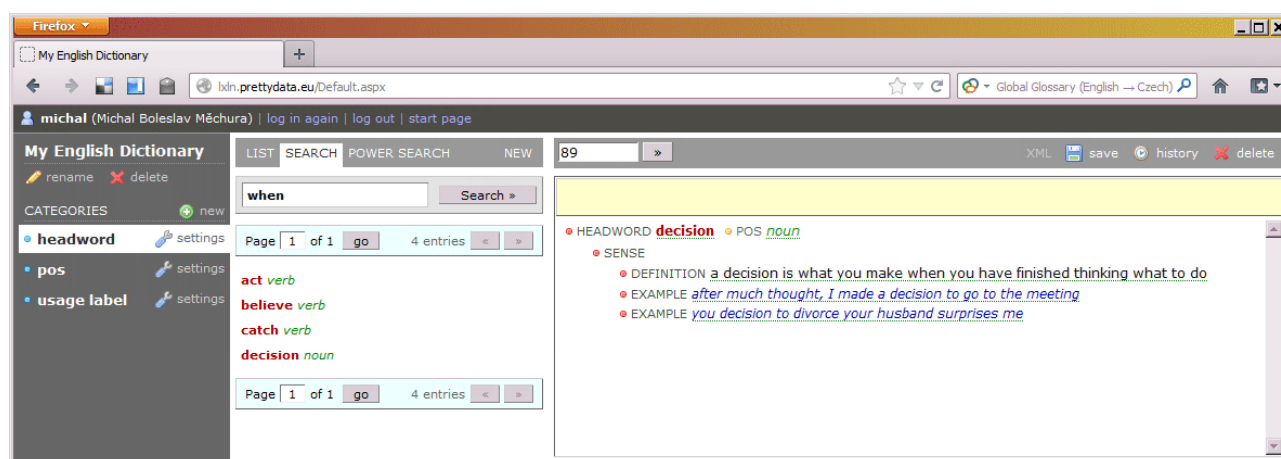 Firefox
My English Dictionary
lxln.prettydata.eu/Default.aspx
Global Glossary (English → Czech)
michal (Michal Boleslav Měchura) | log in again | log out | start page
My English Dictionary
rename delete
CATEGORIES new
headword settings
pos settings
usage label settings
LIST SEARCH POWER SEARCH NEW
when Search »
Page 1 of 1 go 4 entries « »
act verb
believe verb
catch verb
decision noun
Page 1 of 1 go 4 entries « »
89 » XML save history delete
HEADWORD decision POS noun
SENSE
DEFINITION a decision is what you make when you have finished thinking what to do
EXAMPLE after much thought, I made a decision to go to the meeting
EXAMPLE you decision to divorce your husband surprises me